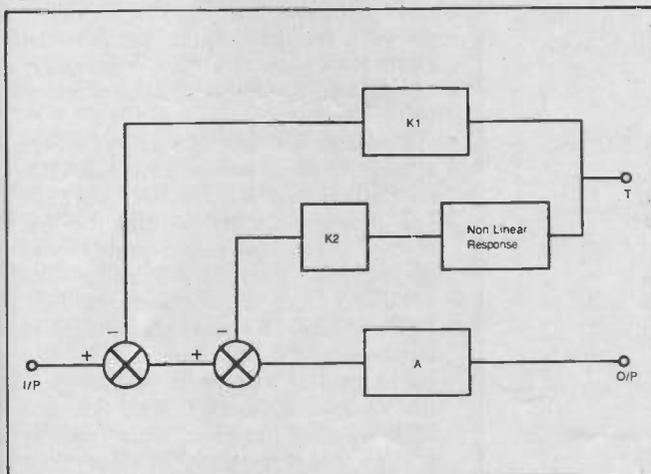 K1
T
K2
Non Linear
Response
−
−
+
+
I/P
A
O/P